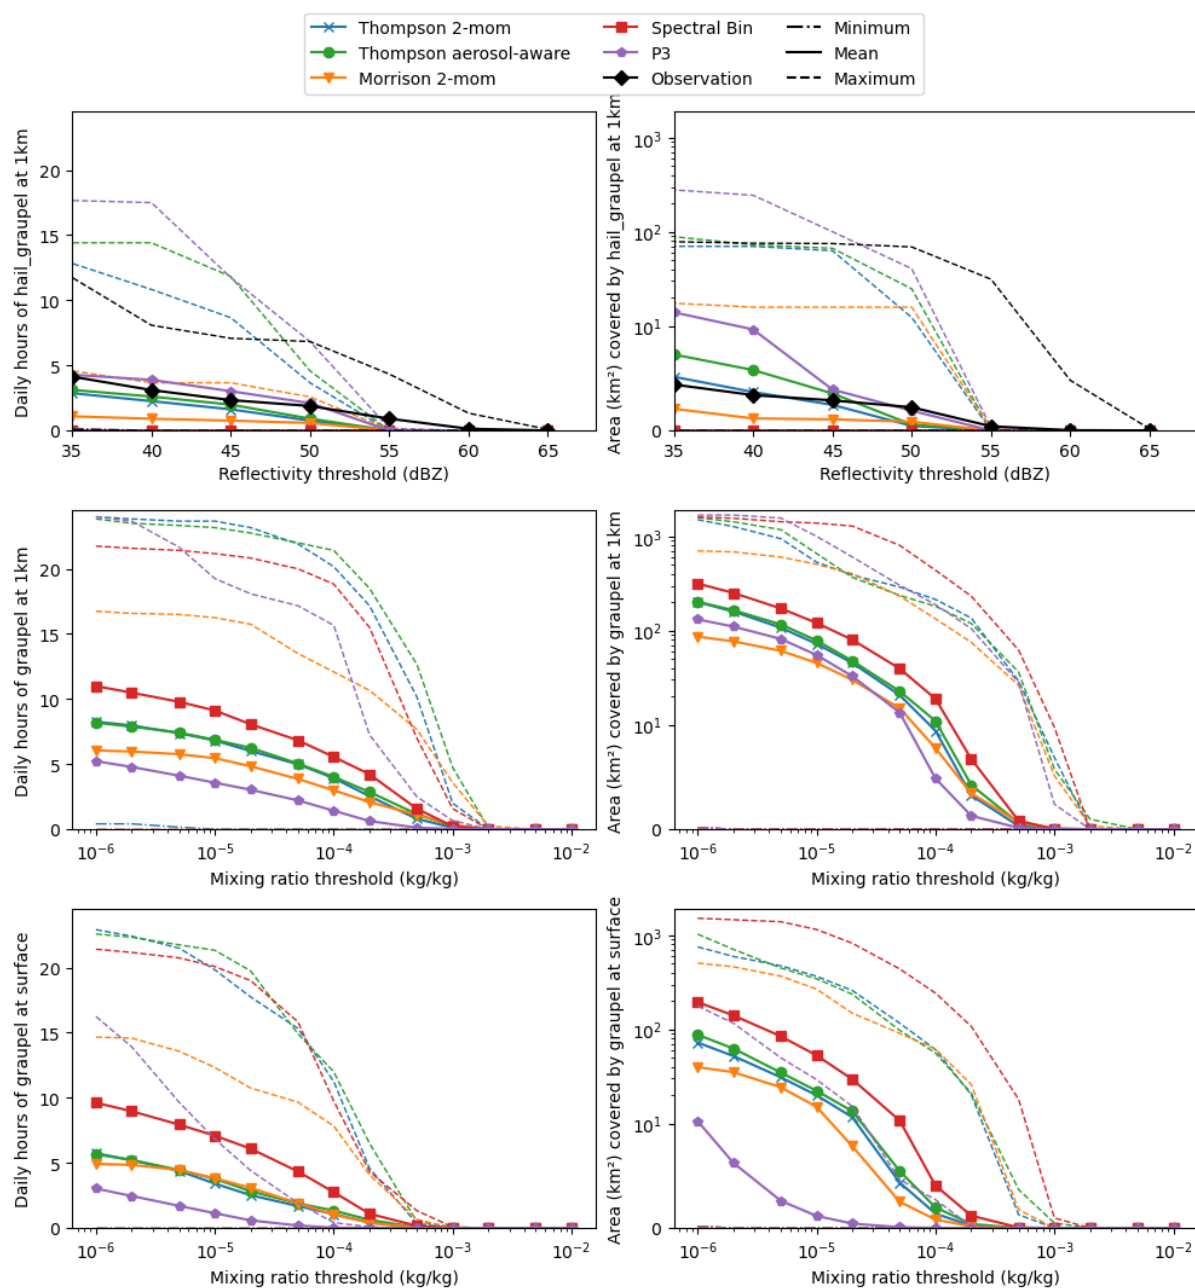 Thompson 2-mom
Thompson aerosol-aware
Morrison 2-mom
Spectral Bin
P3
Observation
Minimum
Mean
Maximum
Daily hours of hail_graupel at 1km
20
15
10
5
0
35 40 45 50 55 60 65
Reflectivity threshold (dBZ)
Area (km²) covered by hail_graupel at 1km
10³
10²
10¹
0
35 40 45 50 55 60 65
Reflectivity threshold (dBZ)
Daily hours of graupel at 1km
20
15
10
5
0
10⁻⁶ 10⁻⁵ 10⁻⁴ 10⁻³ 10⁻²
Mixing ratio threshold (kg/kg)
Area (km²) covered by graupel at 1km
10³
10²
10¹
0
10⁻⁶ 10⁻⁵ 10⁻⁴ 10⁻³ 10⁻²
Mixing ratio threshold (kg/kg)
Daily hours of graupel at surface
20
15
10
5
0
10⁻⁶ 10⁻⁵ 10⁻⁴ 10⁻³ 10⁻²
Mixing ratio threshold (kg/kg)
Area (km²) covered by graupel at surface
10³
10²
10¹
0
10⁻⁶ 10⁻⁵ 10⁻⁴ 10⁻³ 10⁻²
Mixing ratio threshold (kg/kg)